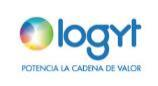 logyt
POTENCIA LA CADENA DE VALOR